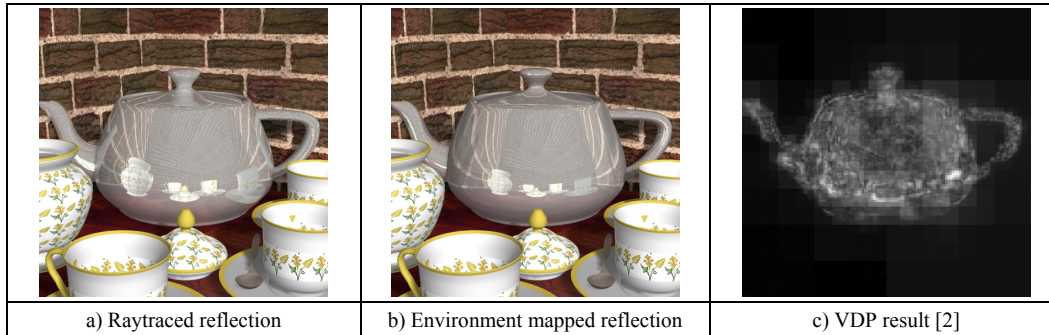 a) Raytraced reflection
b) Environment mapped reflection
c) VDP result [2]